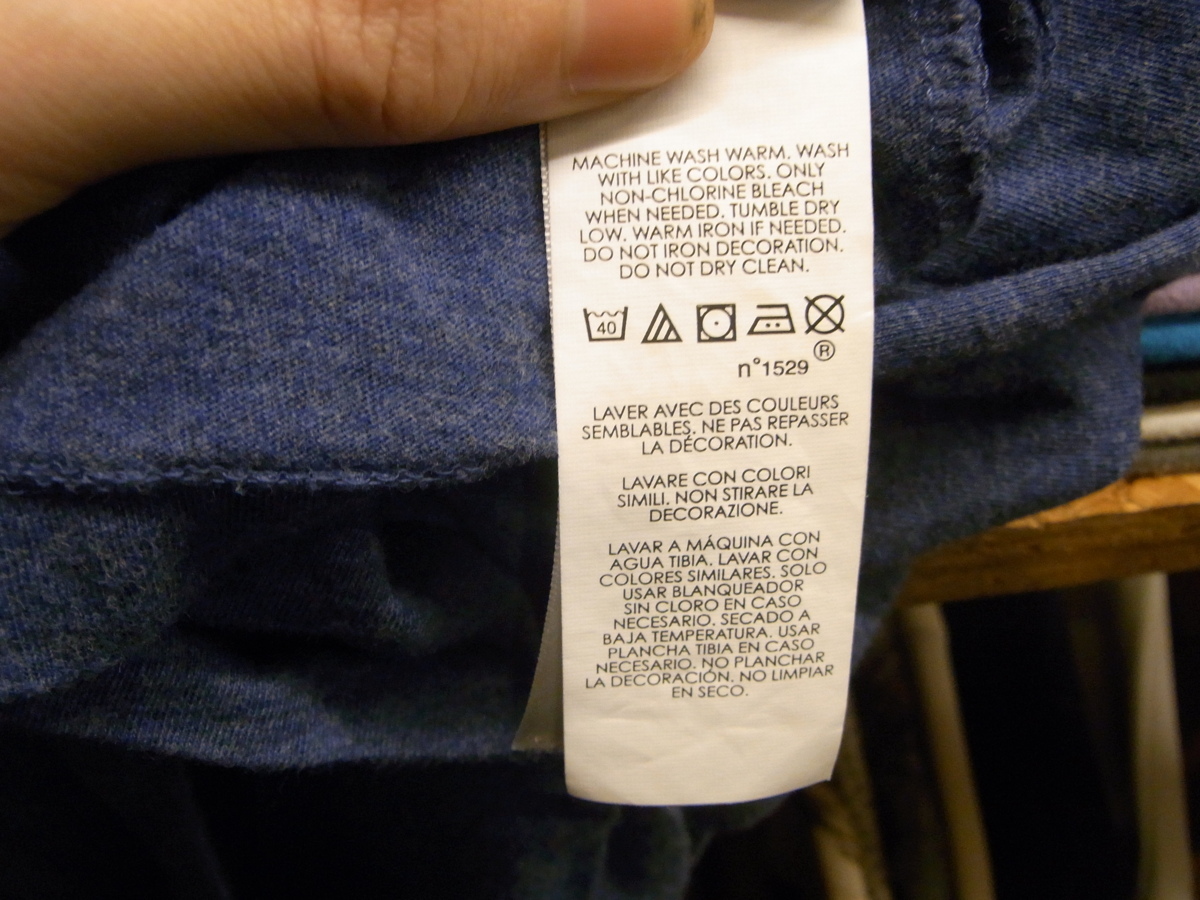 MACHINE WASH WARM. WASH
WITH LIKE COLORS. ONLY
NON-CHLORINE BLEACH
WHEN NEEDED. TUMBLE DRY
LOW. WARM IRON IF NEEDED.
DO NOT IRON DECORATION.
DO NOT DRY CLEAN.
40
®
n°1529
LAVER AVEC DES COULEURS
SEMBLABLES. NE PAS REPASSER
LA DÉCORATION.
LAVARE CON COLORI
SIMILI. NON STIRARE LA
DECORAZIONE.
LAVAR A MÁQUINA CON
AGUA TIBIA. LAVAR CON
COLORES SIMILARES. SOLO
USAR BLANQUEADOR
SIN CLORO EN CASO
NECESARIO. SECADO A
BAJA TEMPERATURA. USAR
PLANCHA TIBIA EN CASO
NECESARIO. NO PLANCHAR
LA DECORACIÓN. NO LIMPIAR
EN SECO.